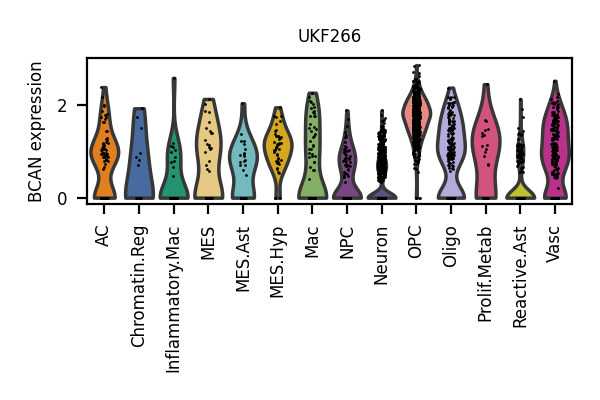 UKF266
BCAN expression
2
0
AC
Chromatin.Reg
Inflammatory.Mac
MES
MES.Ast
MES.Hyp
Mac
NPC
Neuron
OPC
Oligo
Prolif.Metab
Reactive.Ast
Vasc